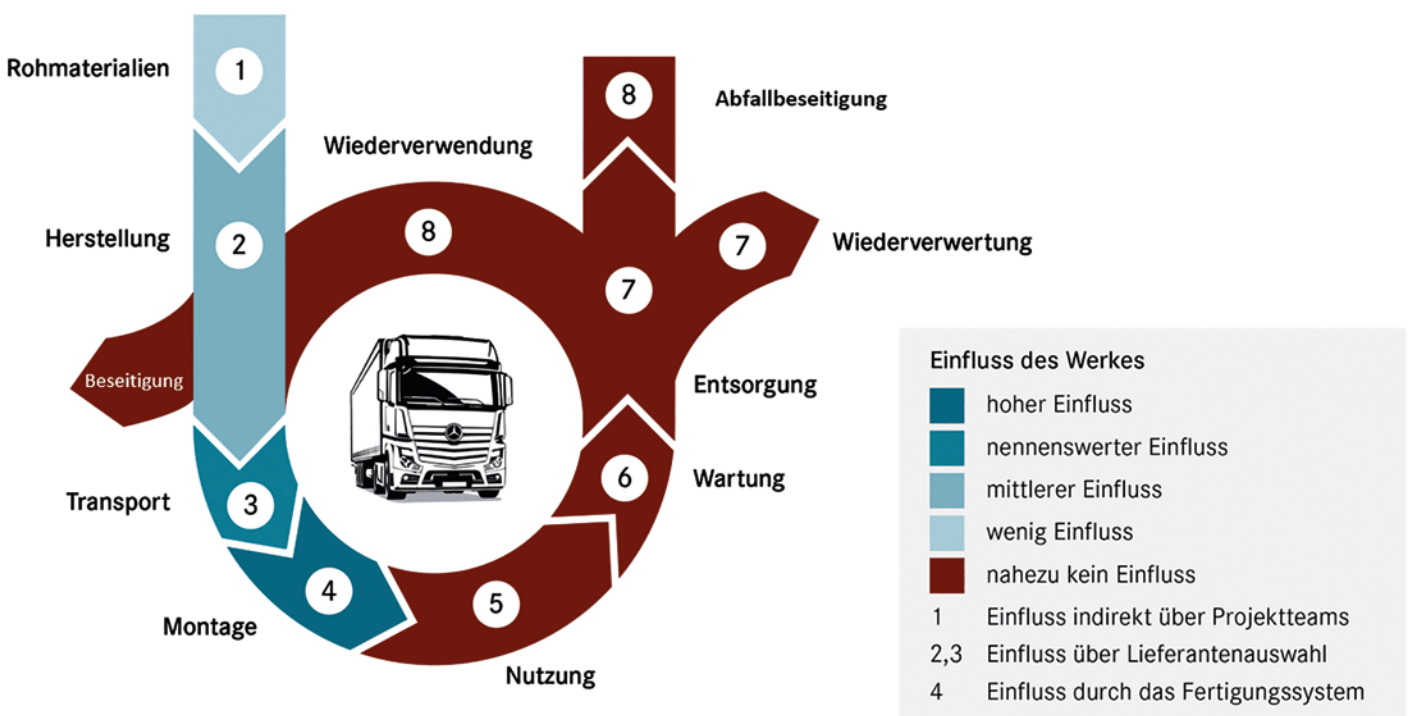 Rohmaterialien
1
8
Abfallbeseitigung
Wiederverwendung
Herstellung
2
8
7
Wiederverwertung
7
Beseitigung
Entsorgung
Transport
3
6
Wartung
4
5
Montage
Nutzung
Einfluss des Werkes
hoher Einfluss
nennenswerter Einfluss
mittlerer Einfluss
wenig Einfluss
nahezu kein Einfluss
1 Einfluss indirekt über Projektteams
2,3 Einfluss über Lieferantenauswahl
4 Einfluss durch das Fertigungssystem